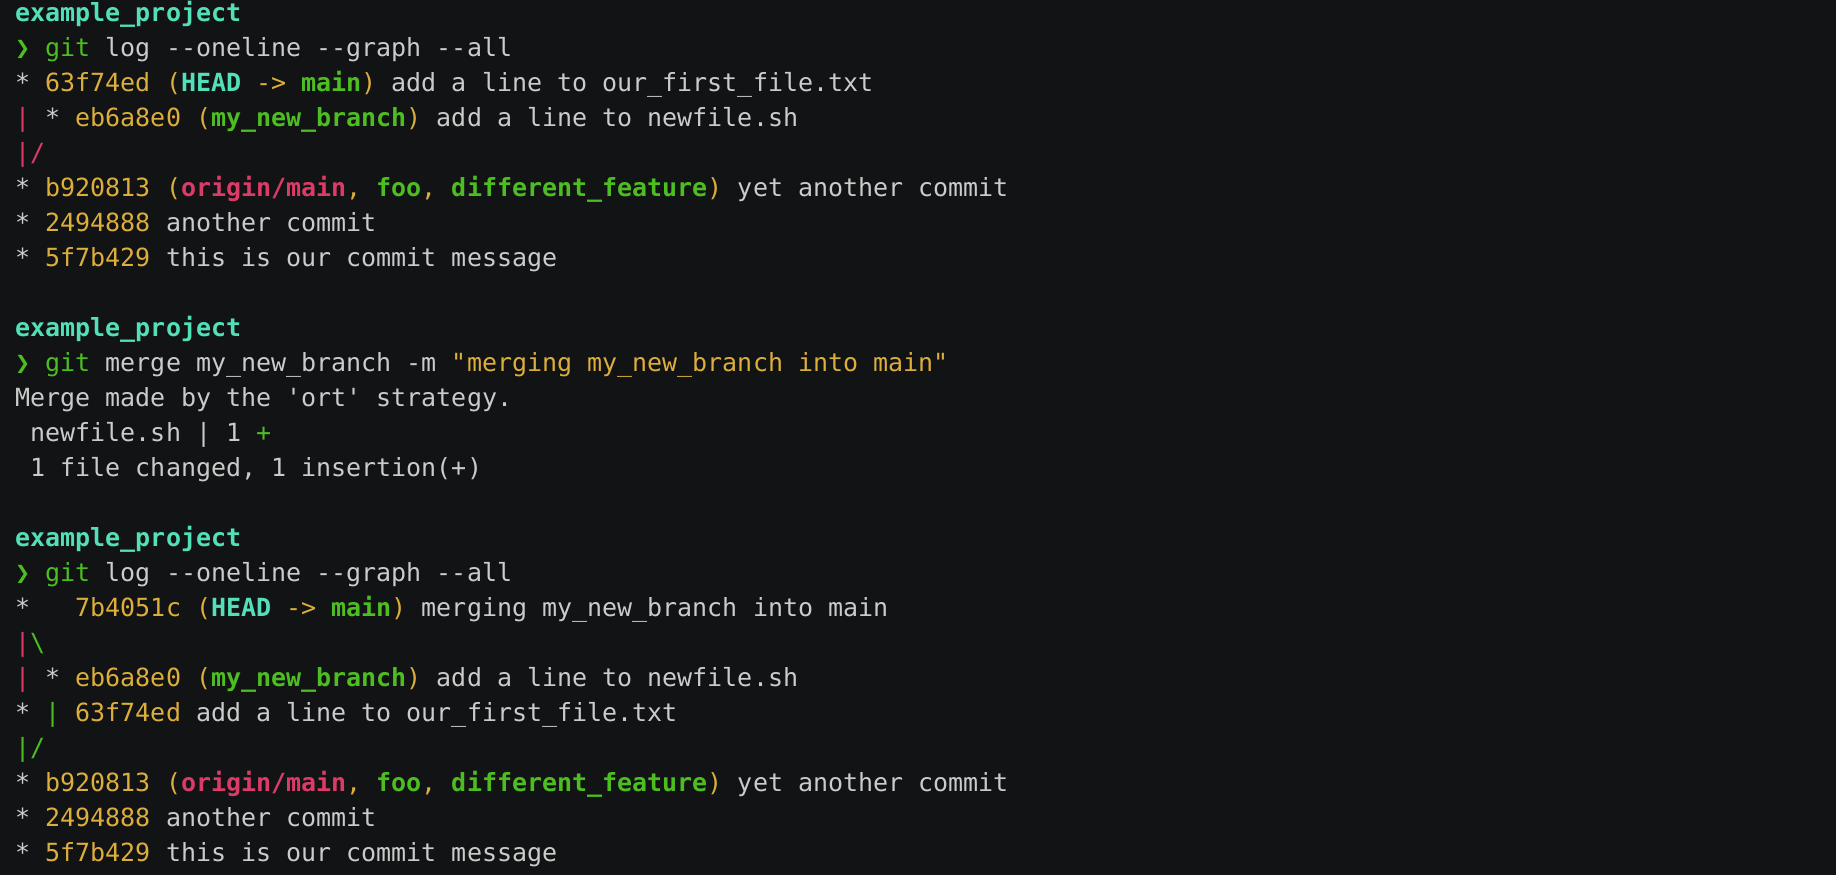 example_project
❯ git log --oneline --graph --all
* 63f74ed (HEAD -> main) add a line to our_first_file.txt
| * eb6a8e0 (my_new_branch) add a line to newfile.sh
|/
* b920813 (origin/main, foo, different_feature) yet another commit
* 2494888 another commit
* 5f7b429 this is our commit message

example_project
❯ git merge my_new_branch -m "merging my_new_branch into main"
Merge made by the 'ort' strategy.
 newfile.sh | 1 +
 1 file changed, 1 insertion(+)

example_project
❯ git log --oneline --graph --all
*   7b4051c (HEAD -> main) merging my_new_branch into main
|\
| * eb6a8e0 (my_new_branch) add a line to newfile.sh
* | 63f74ed add a line to our_first_file.txt
|/
* b920813 (origin/main, foo, different_feature) yet another commit
* 2494888 another commit
* 5f7b429 this is our commit message